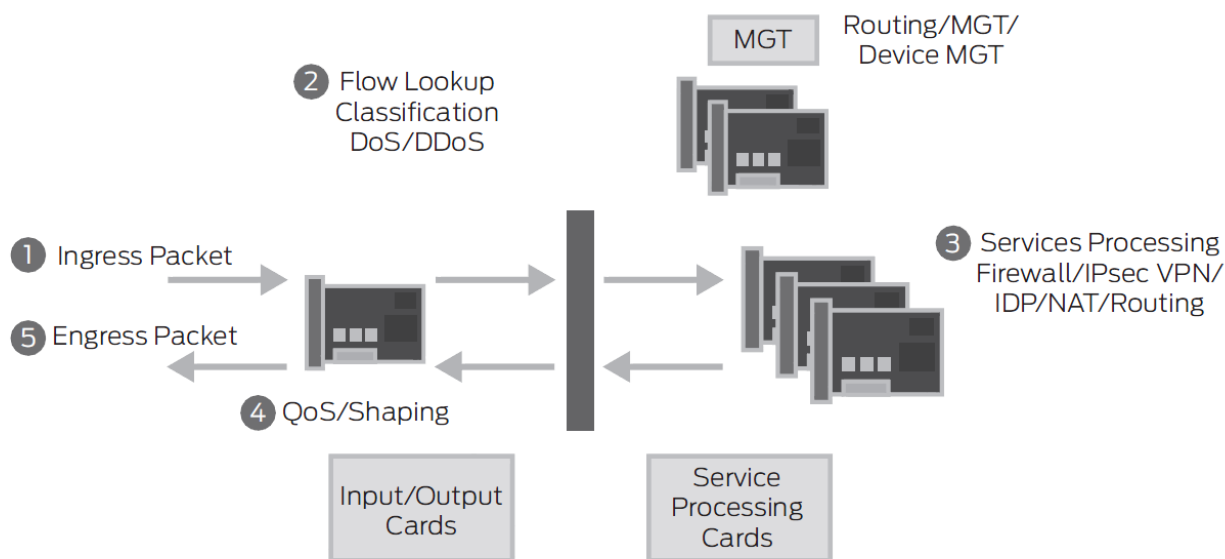 MGT
Routing/MGT/
Device MGT
2 Flow Lookup
Classification
DoS/DDoS
1 Ingress Packet
3 Services Processing
Firewall/IPsec VPN/
IDP/NAT/Routing
5 Engress Packet
4 QoS/Shaping
Input/Output
Cards
Service
Processing
Cards